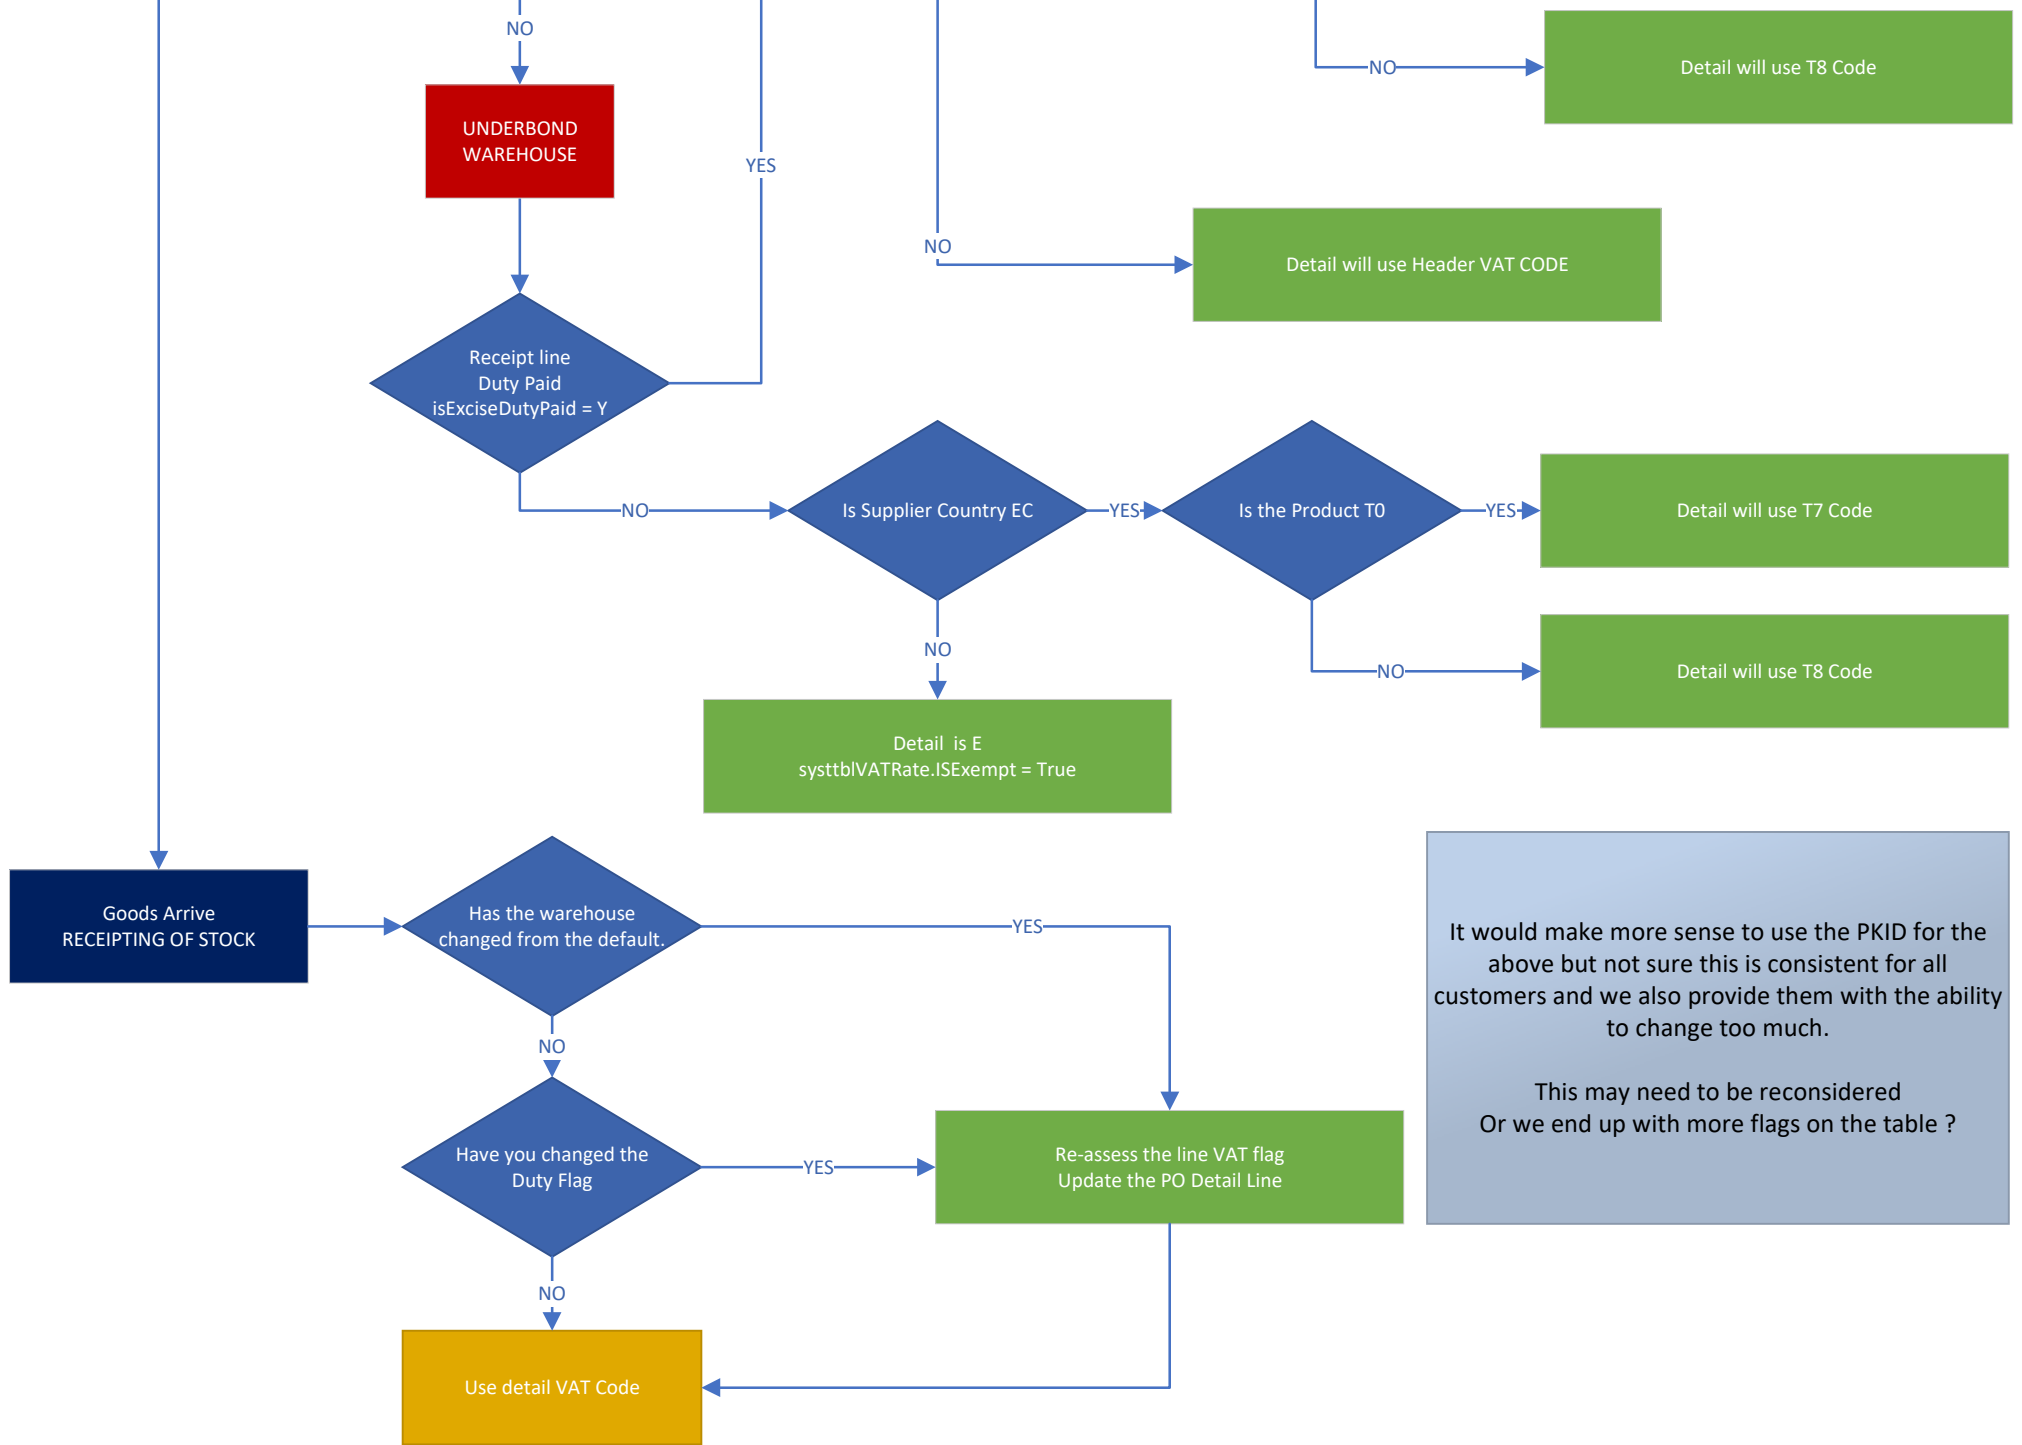 NO
NO
Detail will use T8 Code
UNDERBOND
WAREHOUSE
YES
NO
Detail will use Header VAT CODE
Receipt line
Duty Paid
isExciseDutyPaid = Y
NO
Is Supplier Country EC
YES
Is the Product T0
YES
Detail will use T7 Code
NO
NO
Detail will use T8 Code
Detail  is E
systtblVATRate.ISExempt = True
Goods Arrive
RECEIPTING OF STOCK
Has the warehouse
changed from the default.
YES
NO
It would make more sense to use the PKID for the
above but not sure this is consistent for all
customers and we also provide them with the ability
to change too much.
This may need to be reconsidered
Or we end up with more flags on the table ?
Have you changed the
Duty Flag
YES
Re-assess the line VAT flag
Update the PO Detail Line
NO
Use detail VAT Code